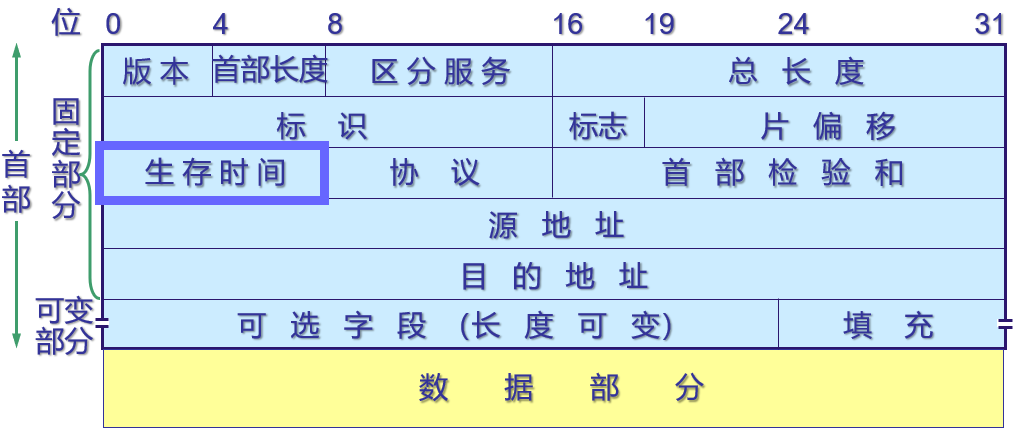 位 0 4 8 16 19 24 31
版本 首部长度 区分服务 总长度
标识 标志 片偏移
生存时间 协议 首部检验和
源地址
目的地址
可选字段(长度可变) 填充
数据部分
首部
固定部分
可变部分